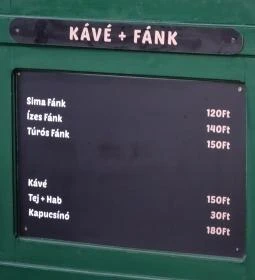 KÁVÉ + FÁNK
Sima Fánk 120Ft
Ízes Fánk 140Ft
Túrós Fánk 150Ft
Kávé 150Ft
Tej + Hab 30Ft
Kapucsínó 180Ft